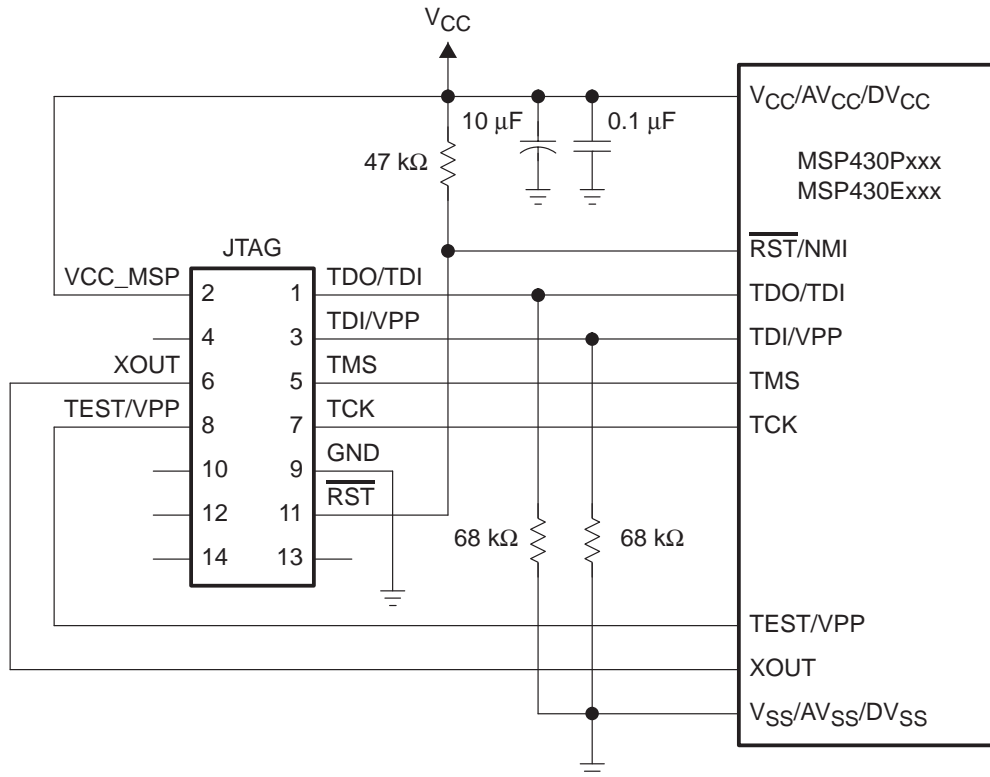 VCC
VCC/AVCC/DVCC
10 μF
0.1 μF
47 kΩ
MSP430Pxxx
MSP430Exxx
RST/NMI
JTAG
VCC_MSP
2
1
TDO/TDI
TDO/TDI
4
3
TDI/VPP
TDI/VPP
XOUT
6
5
TMS
TMS
TEST/VPP
8
7
TCK
TCK
10
9
GND
12
11
RST
14
13
68 kΩ
68 kΩ
TEST/VPP
XOUT
VSS/AVSS/DVSS